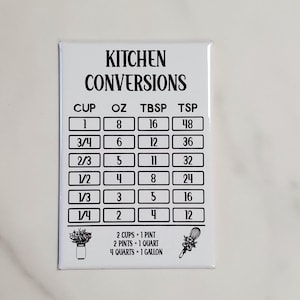 KITCHEN
CONVERSIONS
CUP OZ TBSP TSP
1 8 16 48
3/4 6 12 36
2/3 5 11 32
1/2 4 8 24
1/3 3 5 16
1/4 2 4 12
2 CUPS • 1 PINT
2 PINTS • 1 QUART
4 QUARTS • 1 GALLON